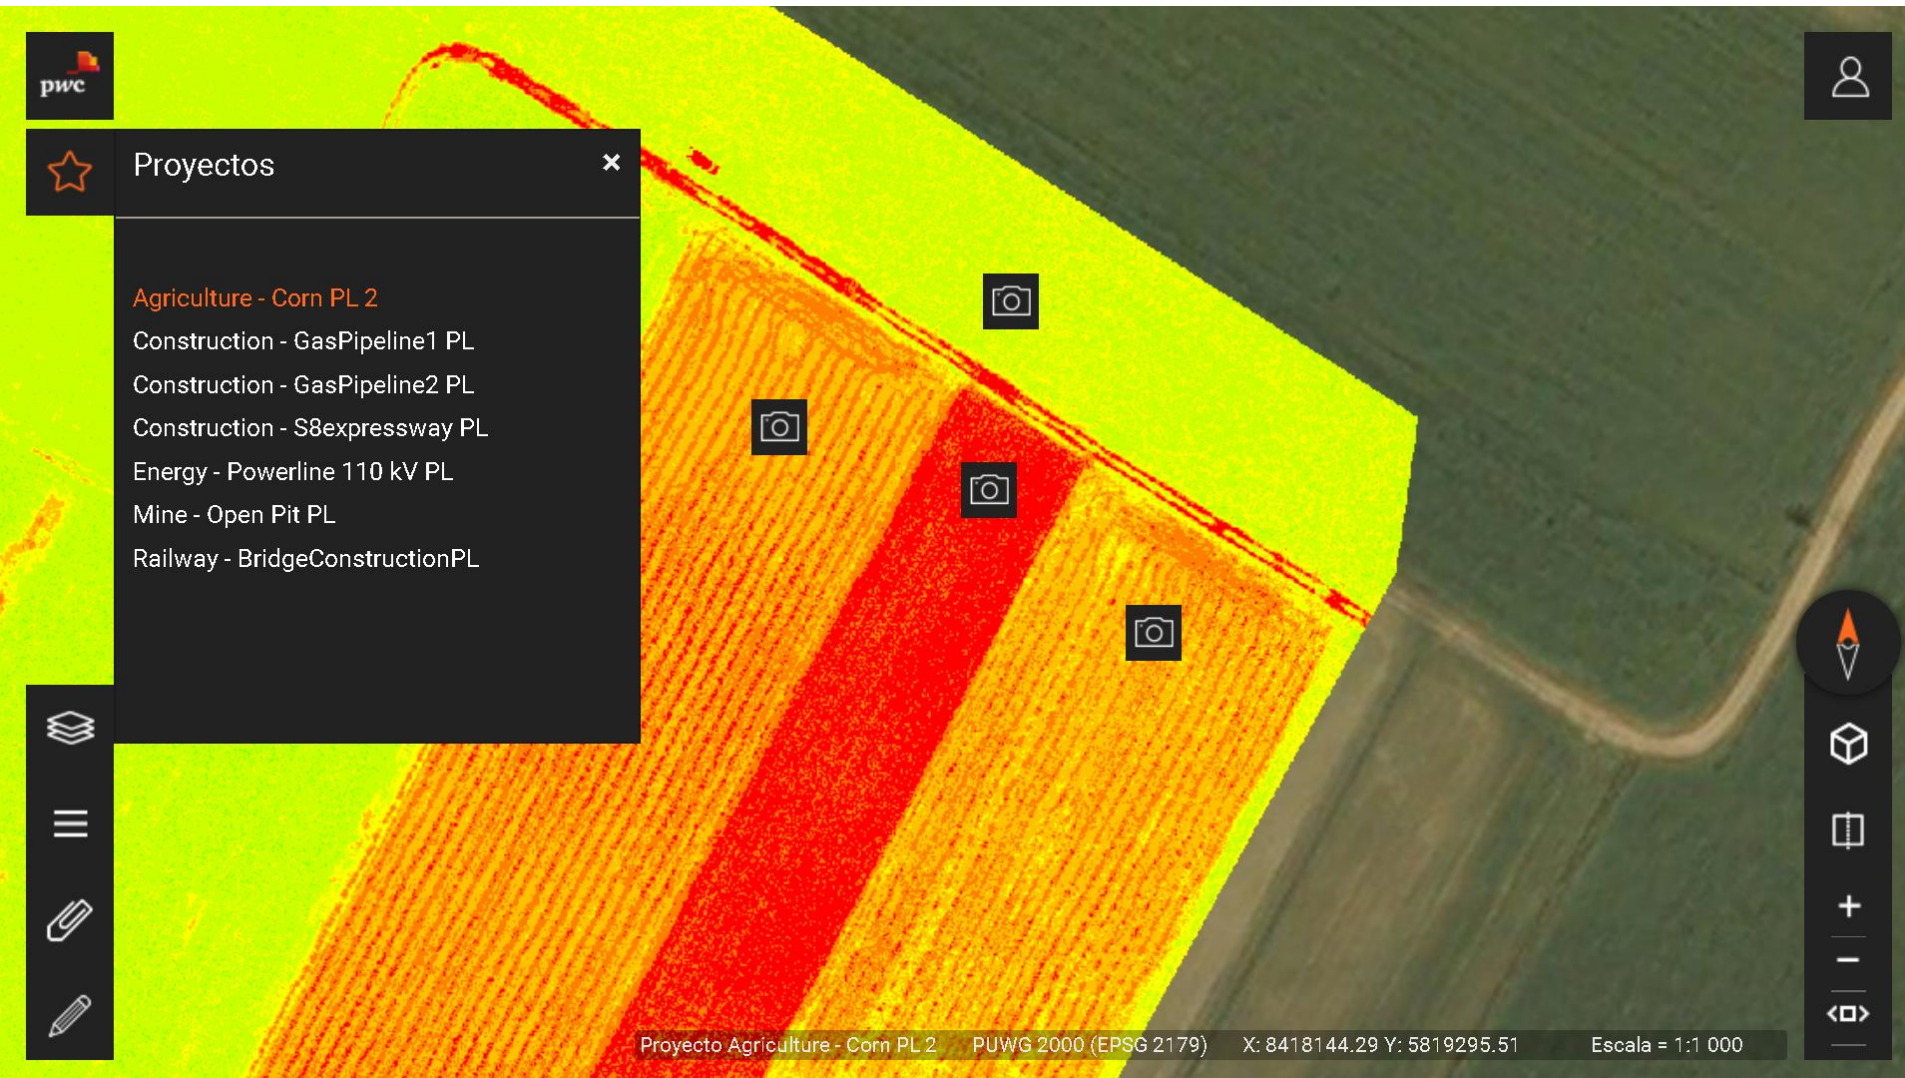 pwc
Proyectos
Agriculture - Corn PL 2
Construction - GasPipeline1 PL
Construction - GasPipeline2 PL
Construction - S8expressway PL
Energy - Powerline 110 kV PL
Mine - Open Pit PL
Railway - BridgeConstructionPL
Proyecto Agriculture - Corn PL 2 PUWG 2000 (EPSG 2179) X: 8418144.29 Y: 5819295.51 Escala = 1:1 000